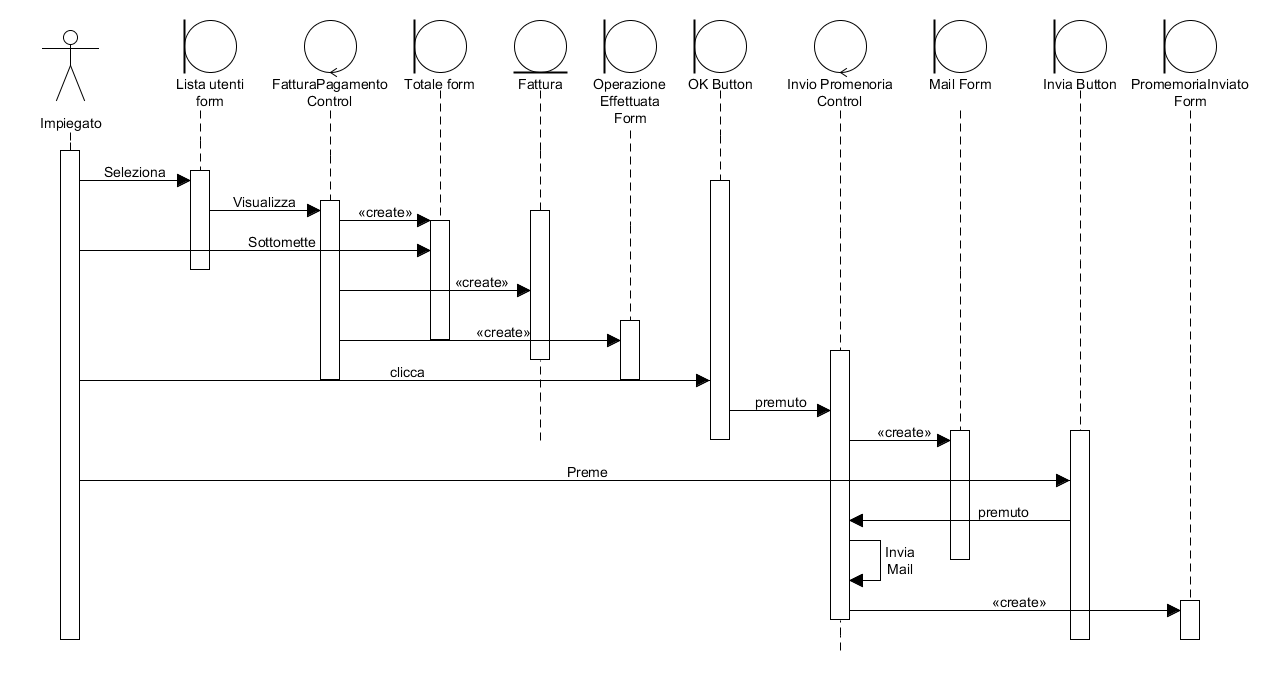 Impiegato
Lista utenti
form
FatturaPagamento
Control
Totale form
Fattura
Operazione
Effettuata
Form
OK Button
Invio Promenoria
Control
Mail Form
Invia Button
PromemoriaInviato
Form
Seleziona
Visualizza
«create»
Sottomette
«create»
«create»
clicca
premuto
«create»
Preme
premuto
Invia
Mail
«create»